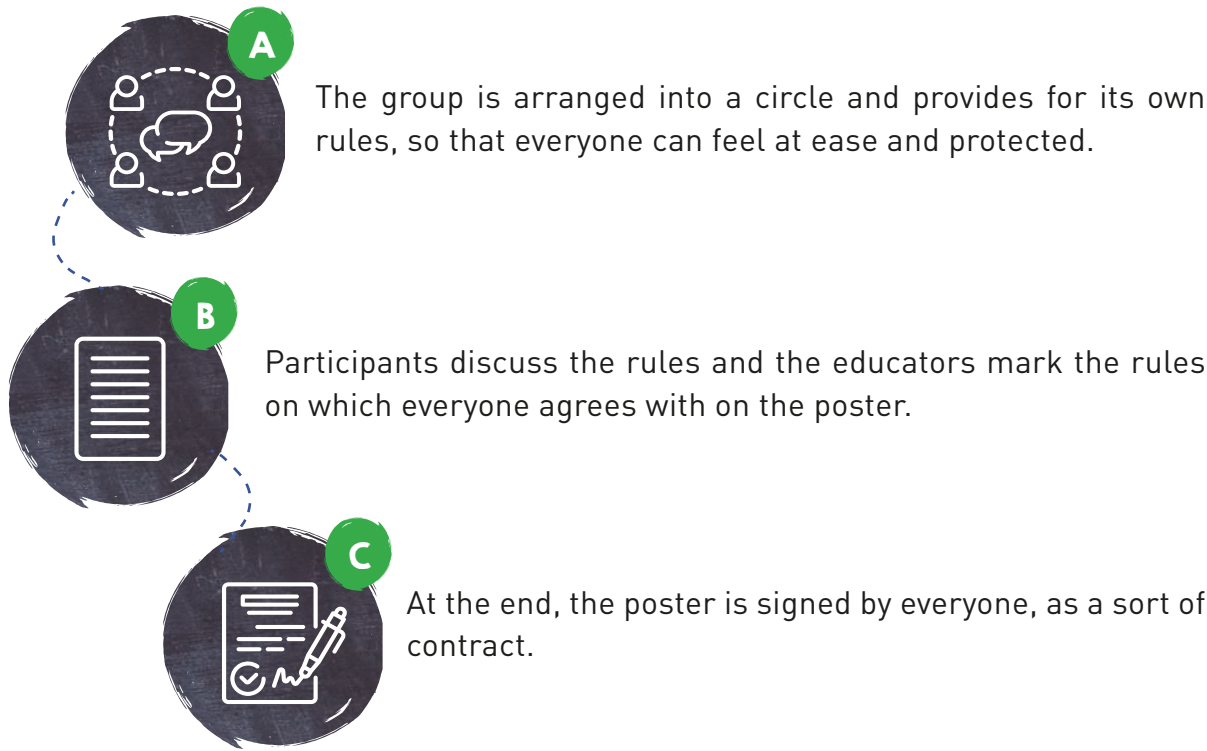 A
The group is arranged into a circle and provides for its own
rules, so that everyone can feel at ease and protected.
B
Participants discuss the rules and the educators mark the rules
on which everyone agrees with on the poster.
C
At the end, the poster is signed by everyone, as a sort of
contract.